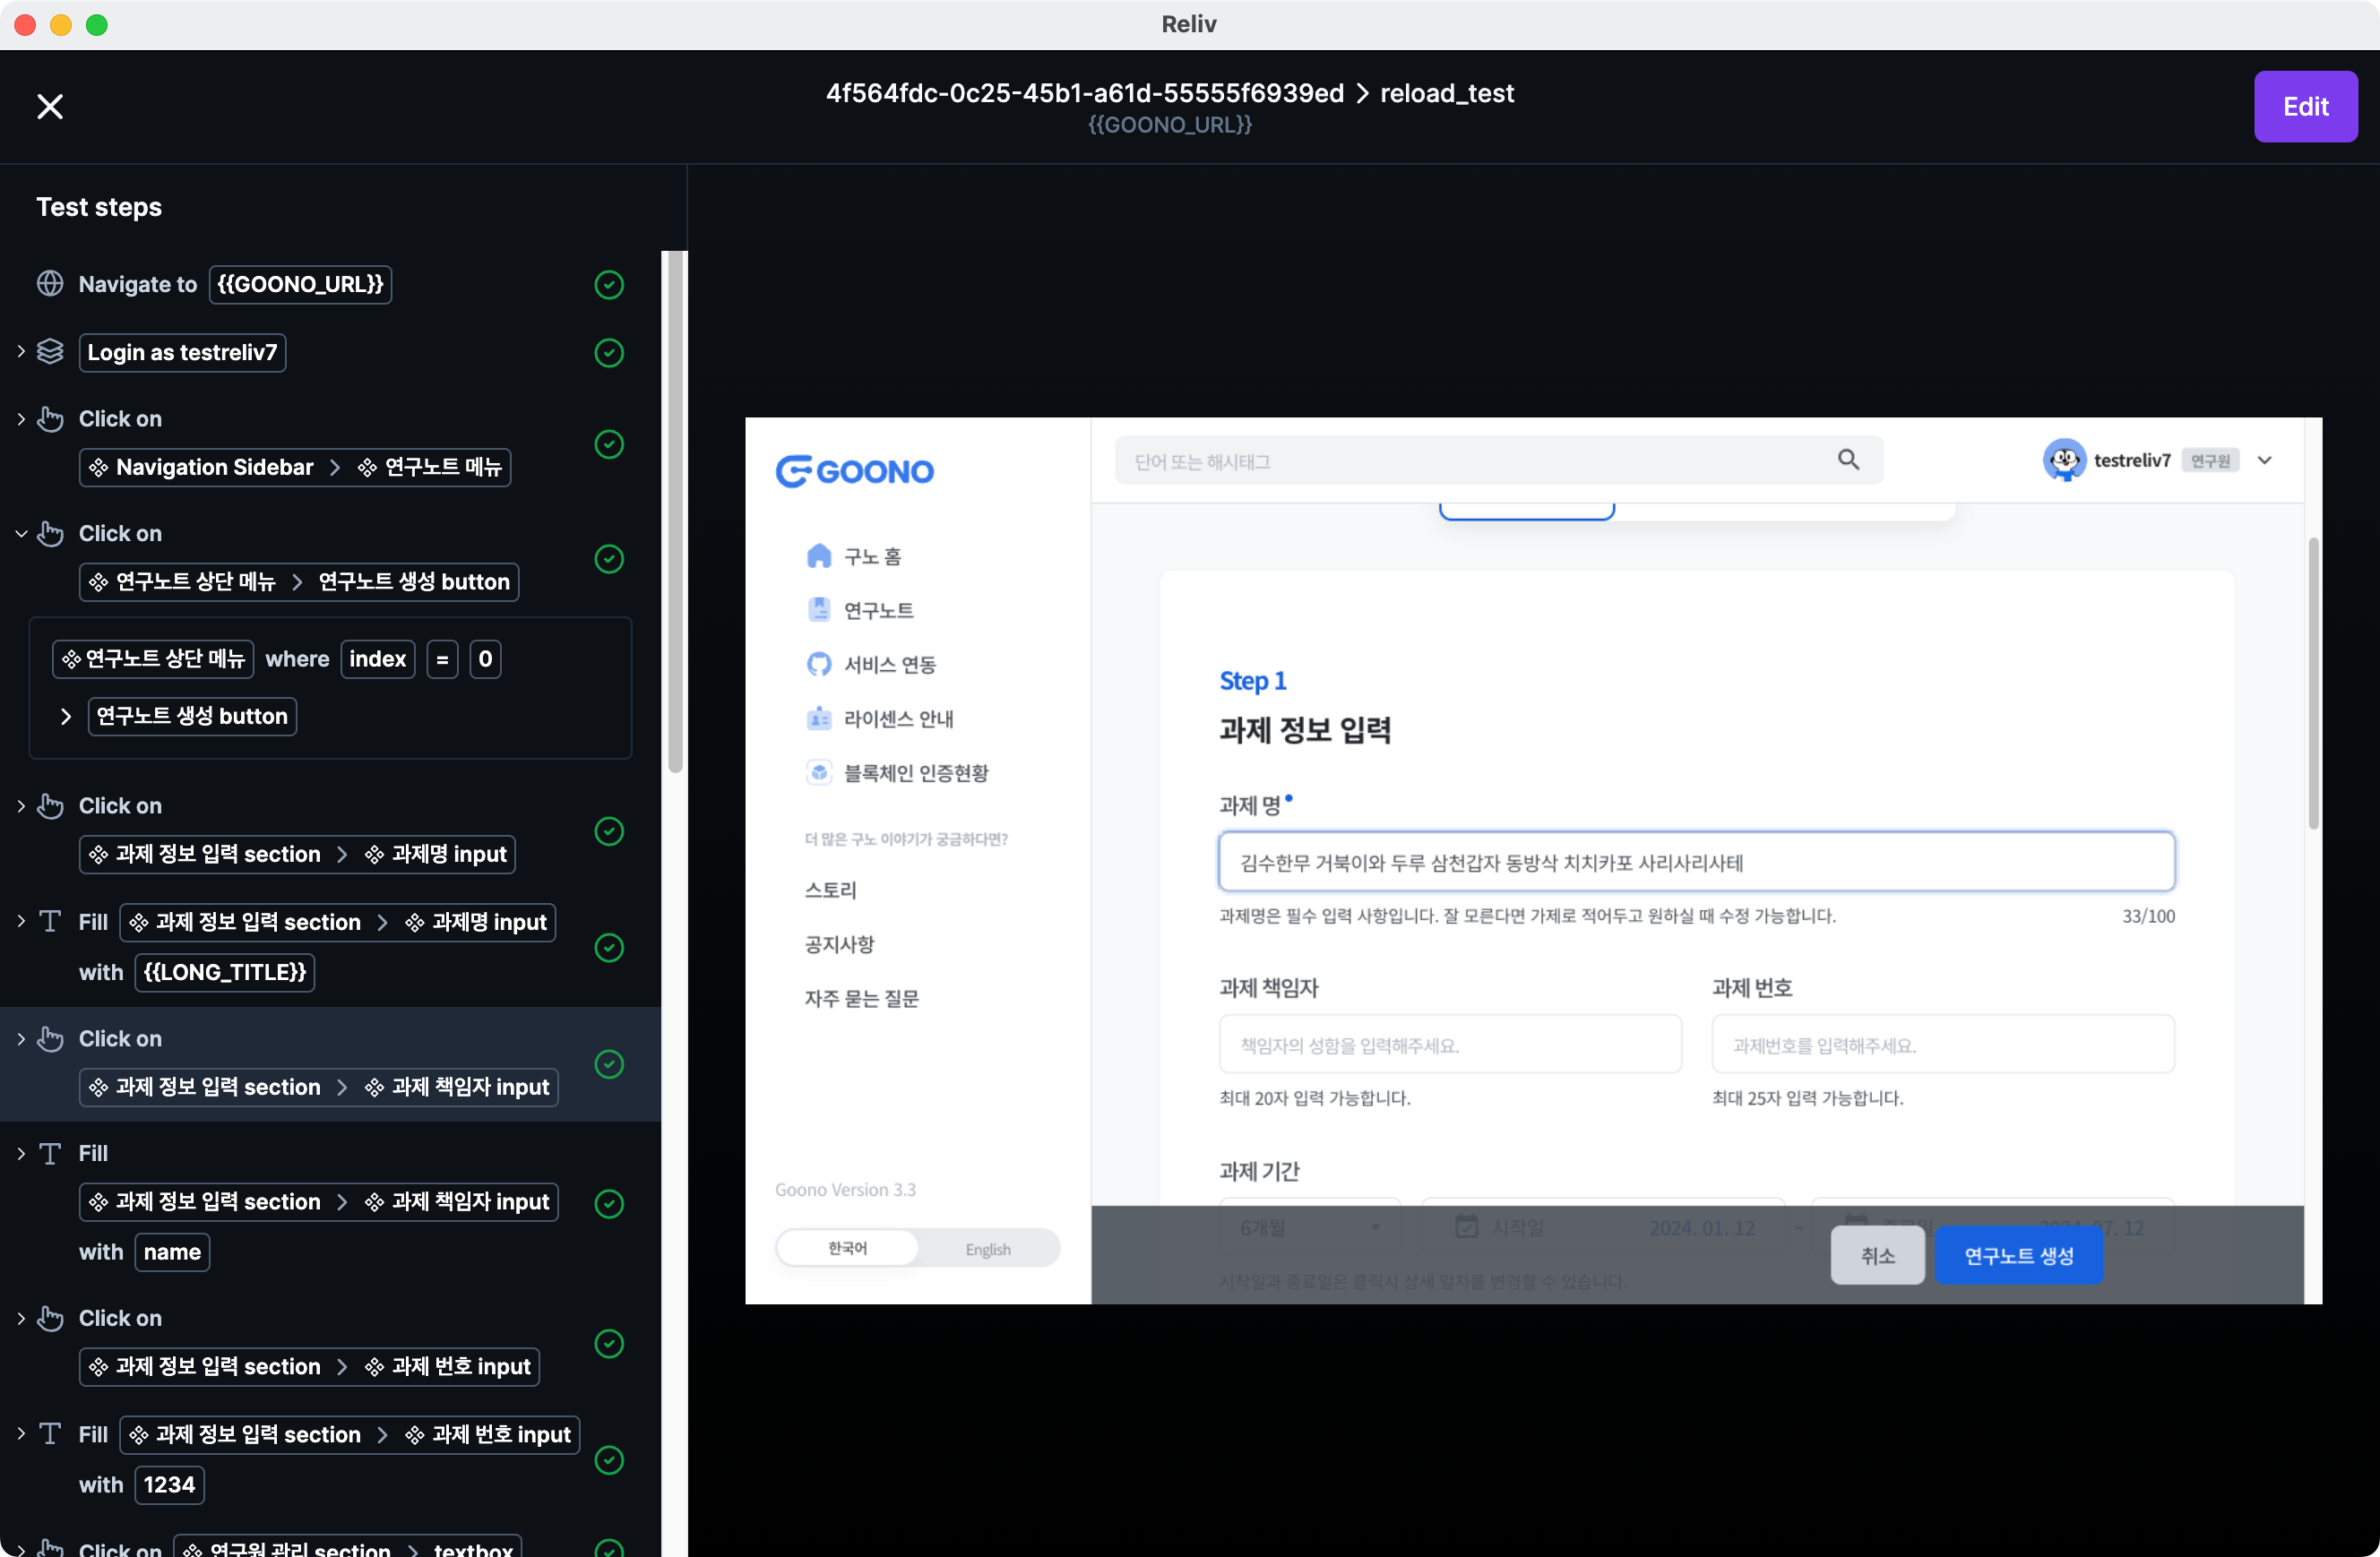 Reliv
4f564fdc-0c25-45b1-a61d-55555f6939ed > reload_test
{{GOONO_URL}}
Edit
Test steps
Navigate to {{GOONO_URL}}
Login as testreliv7
Click on
Navigation Sidebar > 연구노트 메뉴
Click on
연구노트 상단 메뉴 > 연구노트 생성 button
연구노트 상단 메뉴 where index = 0
연구노트 생성 button
Click on
과제 정보 입력 section > 과제명 input
Fill 과제 정보 입력 section > 과제명 input
with {{LONG_TITLE}}
Click on
과제 정보 입력 section > 과제 책임자 input
Fill
과제 정보 입력 section > 과제 책임자 input
with name
Click on
과제 정보 입력 section > 과제 번호 input
Fill 과제 정보 입력 section > 과제 번호 input
with 1234
Click on 연구원 관리 section > textbox
GOONO
단어 또는 해시태그
testreliv7 연구원
구노 홈
연구노트
서비스 연동
라이센스 안내
블록체인 인증현황
더 많은 구노 이야기가 궁금하다면?
스토리
공지사항
자주 묻는 질문
Goono Version 3.3
한국어 English
Step 1
과제 정보 입력
과제 명
김수한무 거북이와 두루 삼천갑자 동방삭 치치카포 사리사리사테
과제명은 필수 입력 사항입니다. 잘 모른다면 가제로 적어두고 원하실 때 수정 가능합니다. 33/100
과제 책임자 과제 번호
책임자의 성함을 입력해주세요. 과제번호를 입력해주세요.
최대 20자 입력 가능합니다. 최대 25자 입력 가능합니다.
과제 기간
6개월 시작일 2024. 01. 12 ~ 종료일 2024. 07. 12
시작일과 종료일은 클릭시 상세 일자를 변경할 수 있습니다.
취소 연구노트 생성